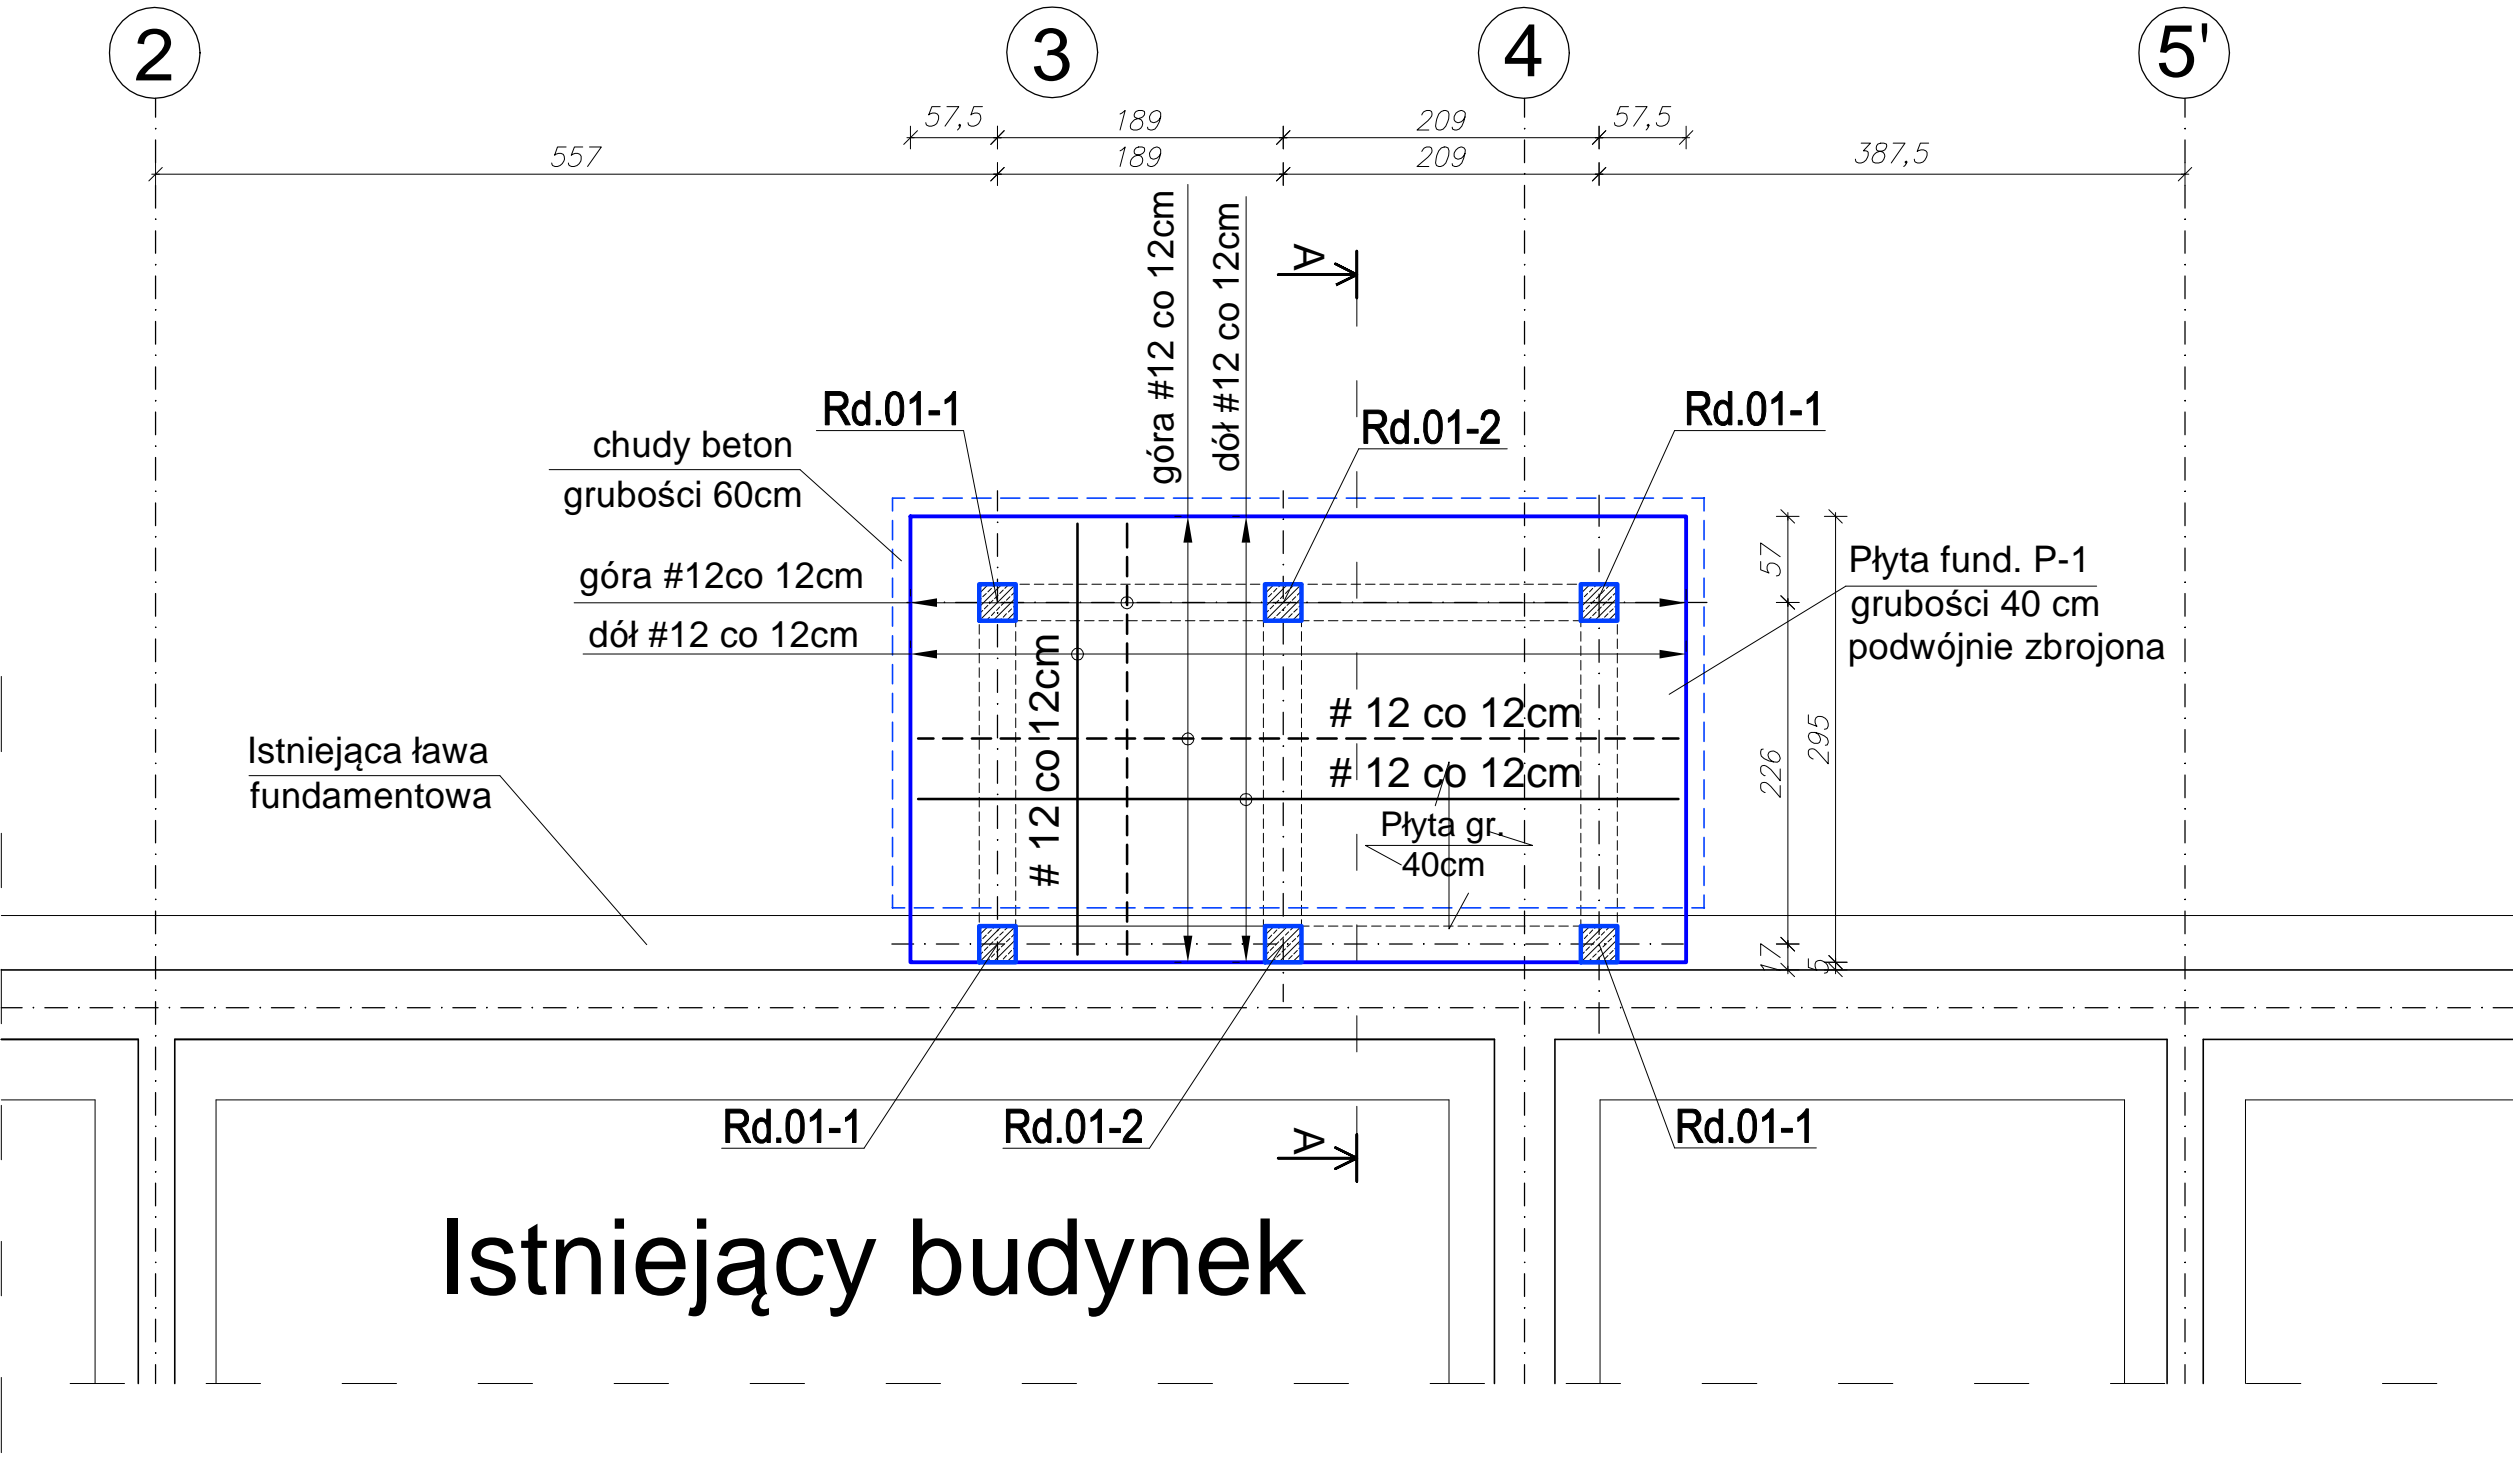 2
3
4
5'
57,5
189
209
57,5
557
189
209
387,5
góra #12 co 12cm
dół #12 co 12cm
A
Rd.01-1
Rd.01-2
Rd.01-1
chudy beton
grubości 60cm
góra #12co 12cm
dół #12 co 12cm
57
226
17
295
5
Płyta fund. P-1
grubości 40 cm
podwójnie zbrojona
# 12 co 12cm
# 12 co 12cm
# 12 co 12cm
Płyta gr.
40cm
Istniejąca ława
fundamentowa
Rd.01-1
Rd.01-2
A
Rd.01-1
Istniejący budynek